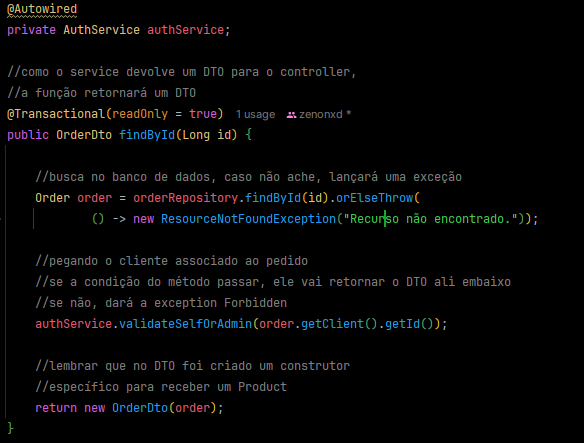 @Autowired
private AuthService authService;
//como o service devolve um DTO para o controller,
//a função retornará um DTO
@Transactional(readOnly = true) 1 usage zenonxd *
public OrderDto findById(Long id) {
//busca no banco de dados, caso não ache, lançará uma exceção
Order order = orderRepository.findById(id).orElseThrow(
() -> new ResourceNotFoundException("Recurso não encontrado."));
//pegando o cliente associado ao pedido
//se a condição do método passar, ele vai retornar o DTO ali embaixo
//se não, dará a exception Forbidden
authService.validateSelfOrAdmin(order.getClient().getId());
//lembrar que no DTO foi criado um construtor
//específico para receber um Product
return new OrderDto(order);
}